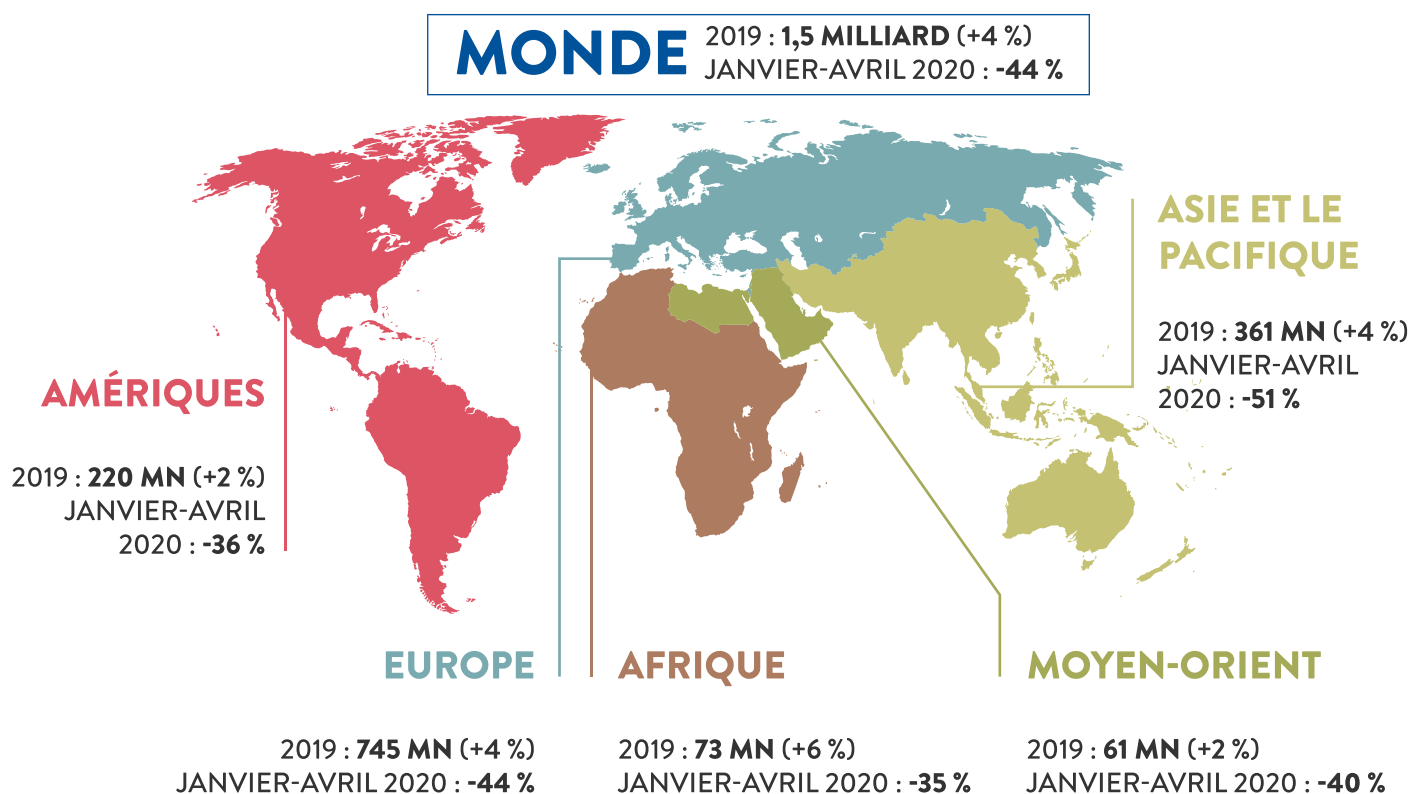 MONDE
2019 : 1,5 MILLIARD (+4 %)
JANVIER-AVRIL 2020 : -44 %
ASIE ET LE
PACIFIQUE
2019 : 361 MN (+4 %)
JANVIER-AVRIL
2020 : -51 %
AMÉRIQUES
2019 : 220 MN (+2 %)
JANVIER-AVRIL
2020 : -36 %
EUROPE
2019 : 745 MN (+4 %)
JANVIER-AVRIL 2020 : -44 %
AFRIQUE
2019 : 73 MN (+6 %)
JANVIER-AVRIL 2020 : -35 %
MOYEN-ORIENT
2019 : 61 MN (+2 %)
JANVIER-AVRIL 2020 : -40 %